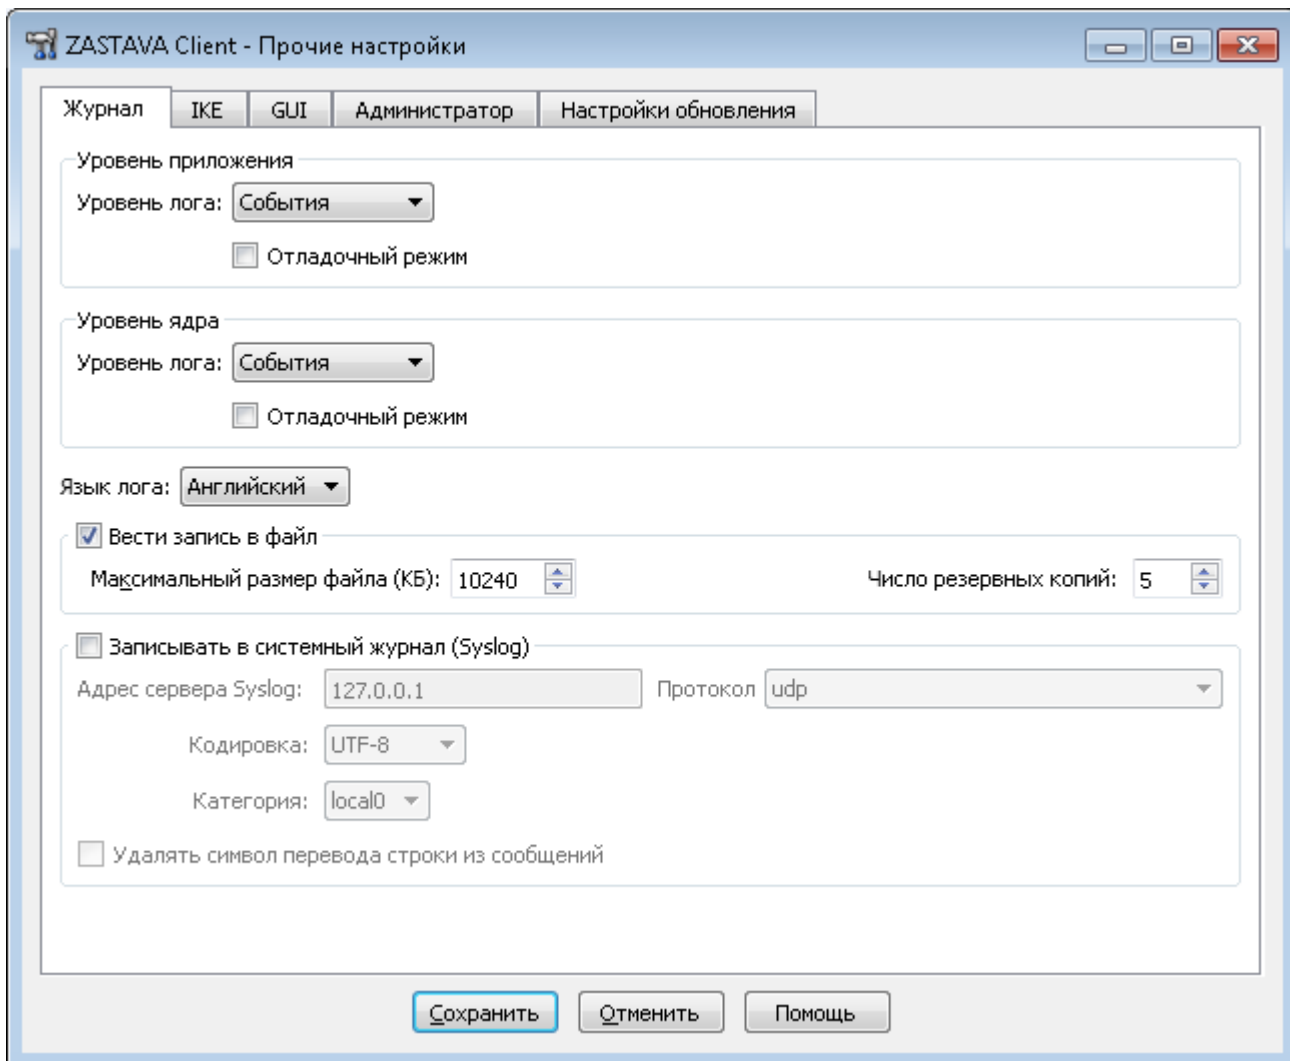 ZASTAVA Client - Прочие настройки
Журнал IKE GUI Администратор Настройки обновления
Уровень приложения
Уровень лога: События
Отладочный режим
Уровень ядра
Уровень лога: События
Отладочный режим
Язык лога: Английский
Вести запись в файл
Максимальный размер файла (КБ): 10240 Число резервных копий: 5
Записывать в системный журнал (Syslog)
Адрес сервера Syslog: 127.0.0.1 Протокол udp
Кодировка: UTF-8
Категория: local0
Удалять символ перевода строки из сообщений
Сохранить Отменить Помощь